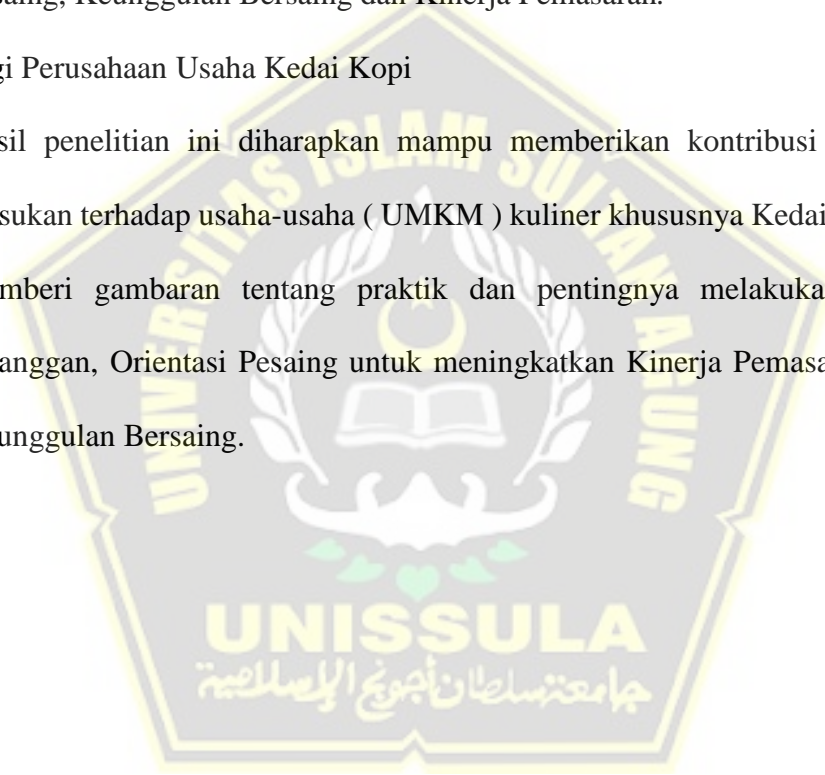 saing, Keunggulan Bersaing dan Kinerja Pemasaran.
gi Perusahaan Usaha Kedai Kopi
sil penelitian ini diharapkan mampu memberikan kontribusi
sukan terhadap usaha-usaha ( UMKM ) kuliner khususnya Kedai
mberi gambaran tentang praktik dan pentingnya melakuka
anggan, Orientasi Pesaing untuk meningkatkan Kinerja Pemasa
unggulan Bersaing.
UNIVERSITAS ISLAM SULTAN AGUNG
UNISSULA
جامعنسلطان أجونج الإسلامية